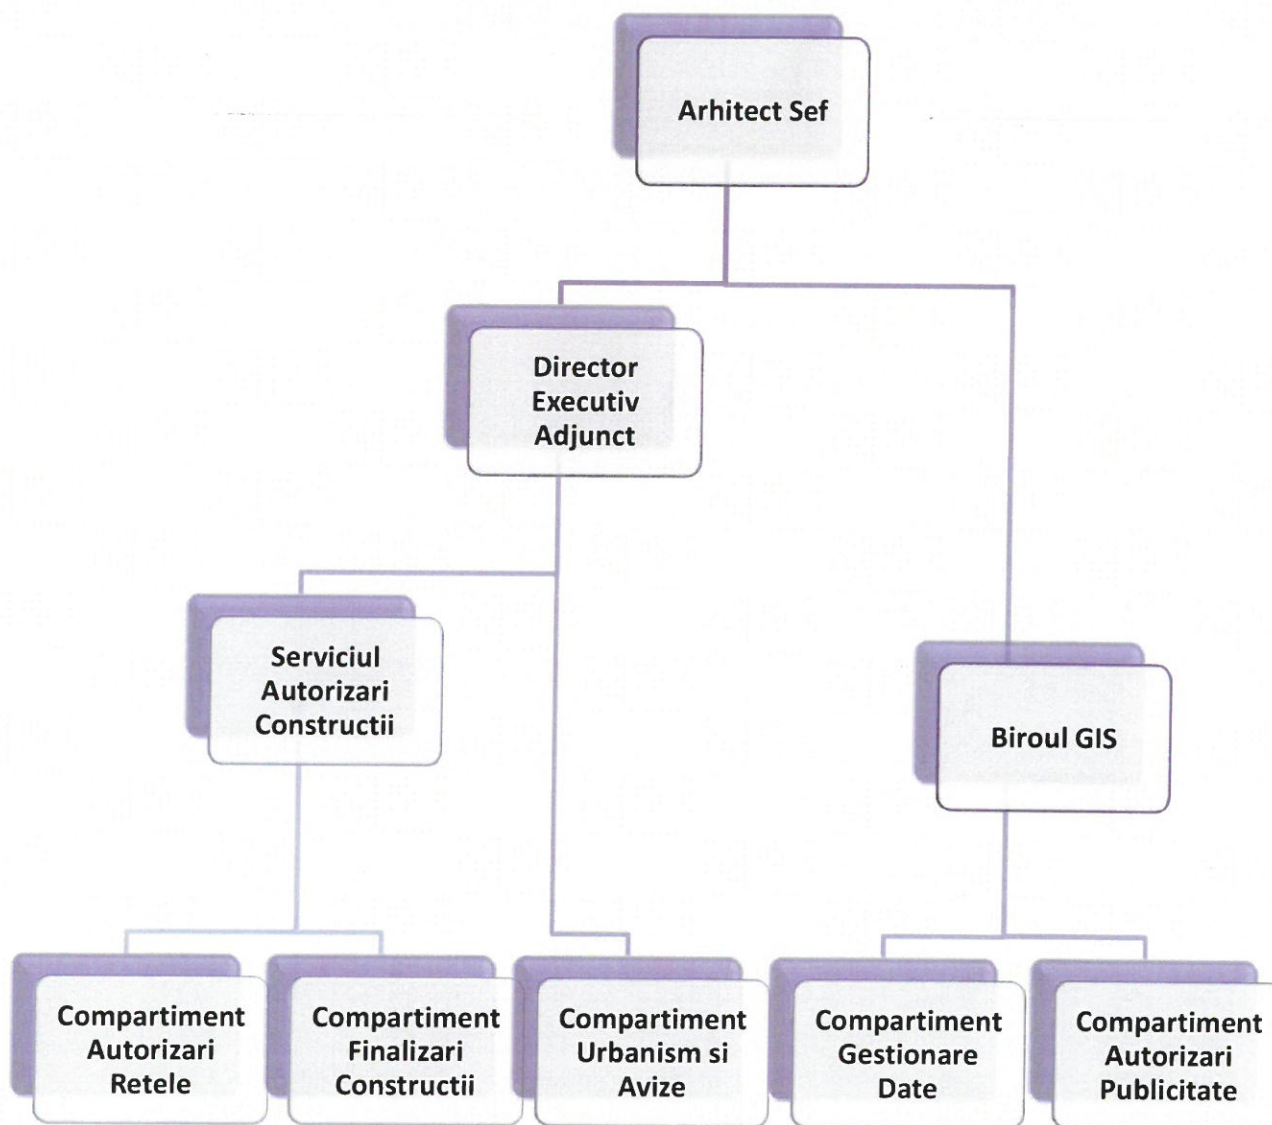 Arhitect Sef
Director
Executiv
Adjunct
Serviciul
Autorizari
Constructii
Biroul GIS
Compartiment
Autorizari
Retele
Compartiment
Finalizari
Constructii
Compartiment
Urbanism si
Avize
Compartiment
Gestionare
Date
Compartiment
Autorizari
Publicitate